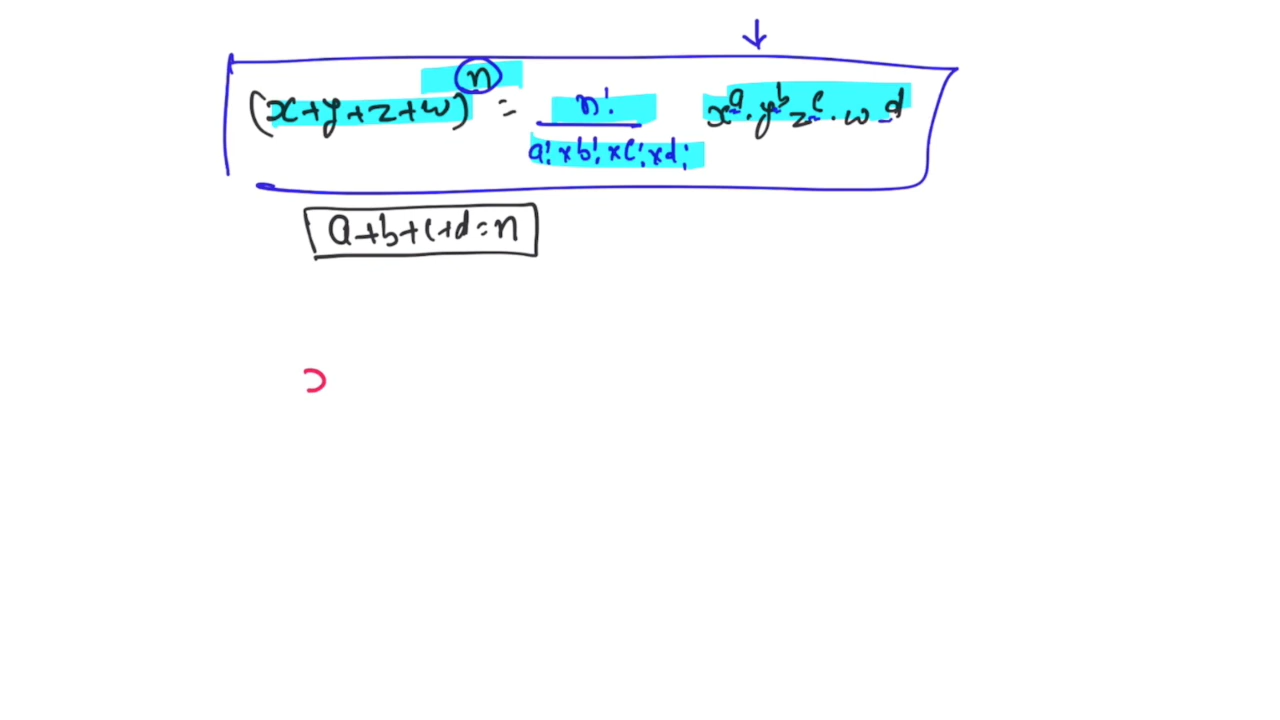 (x+y+z+w)^n = n!/(a! × b! × c! × d!) x^a · y^b z^c · w^d
a+b+c+d=n